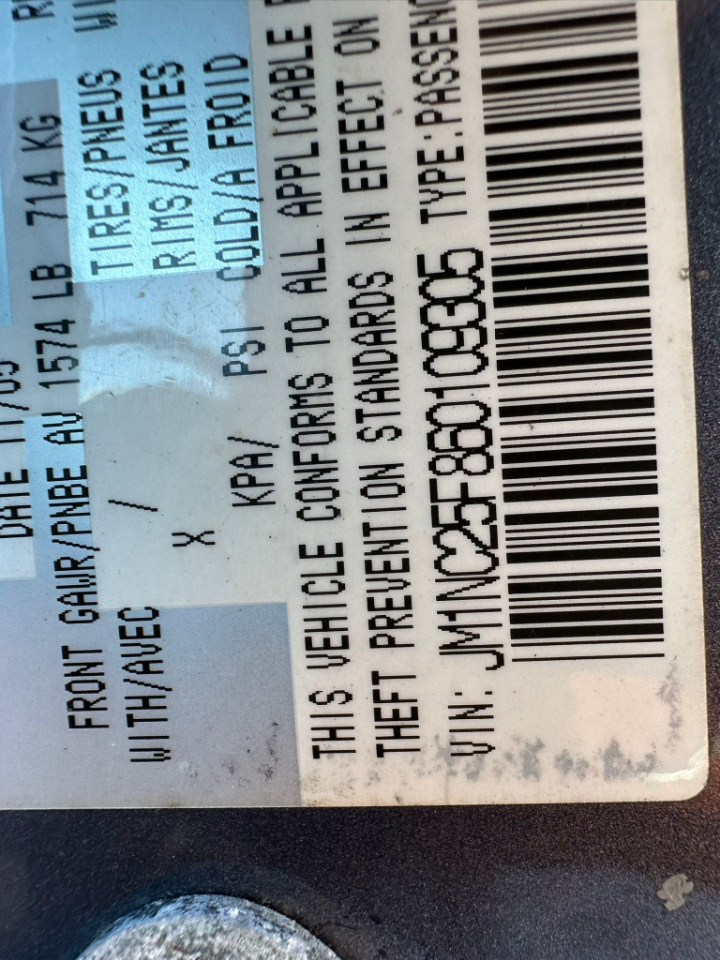 DATE 11/05
FRONT GAWR/PNBE AV 1574 LB 714 KG
WITH/AVEC / TIRES/PNEUS
X RIMS/JANTES
KPA/ PSI COLD/A FROID
THIS VEHICLE CONFORMS TO ALL APPLICABLE
THEFT PREVENTION STANDARDS IN EFFECT ON
VIN: JM1NC25F860109305 TYPE:PASSEN